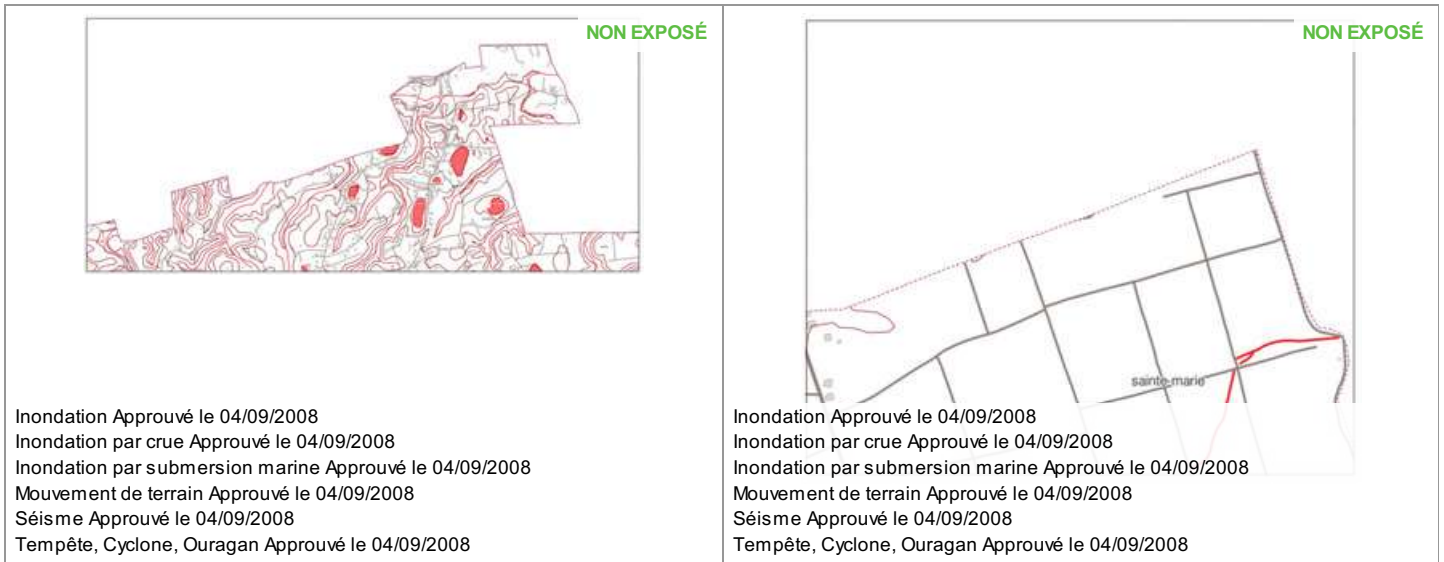 NON EXPOSÉ
Inondation Approuvé le 04/09/2008
Inondation par crue Approuvé le 04/09/2008
Inondation par submersion marine Approuvé le 04/09/2008
Mouvement de terrain Approuvé le 04/09/2008
Séisme Approuvé le 04/09/2008
Tempête, Cyclone, Ouragan Approuvé le 04/09/2008
NON EXPOSÉ
sainte-marie
Inondation Approuvé le 04/09/2008
Inondation par crue Approuvé le 04/09/2008
Inondation par submersion marine Approuvé le 04/09/2008
Mouvement de terrain Approuvé le 04/09/2008
Séisme Approuvé le 04/09/2008
Tempête, Cyclone, Ouragan Approuvé le 04/09/2008